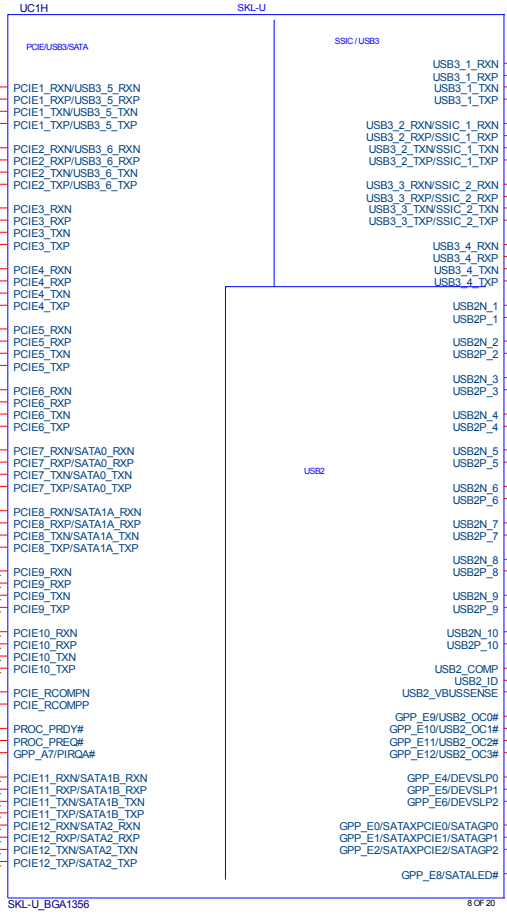 UC1H
SKL-U
PCIE/USB3/SATA
SSIC / USB3
PCIE1_RXN/USB3_5_RXN
PCIE1_RXP/USB3_5_RXP
PCIE1_TXN/USB3_5_TXN
PCIE1_TXP/USB3_5_TXP
PCIE2_RXN/USB3_6_RXN
PCIE2_RXP/USB3_6_RXP
PCIE2_TXN/USB3_6_TXN
PCIE2_TXP/USB3_6_TXP
PCIE3_RXN
PCIE3_RXP
PCIE3_TXN
PCIE3_TXP
PCIE4_RXN
PCIE4_RXP
PCIE4_TXN
PCIE4_TXP
PCIE5_RXN
PCIE5_RXP
PCIE5_TXN
PCIE5_TXP
PCIE6_RXN
PCIE6_RXP
PCIE6_TXN
PCIE6_TXP
PCIE7_RXN/SATA0_RXN
PCIE7_RXP/SATA0_RXP
PCIE7_TXN/SATA0_TXN
PCIE7_TXP/SATA0_TXP
PCIE8_RXN/SATA1A_RXN
PCIE8_RXP/SATA1A_RXP
PCIE8_TXN/SATA1A_TXN
PCIE8_TXP/SATA1A_TXP
PCIE9_RXN
PCIE9_RXP
PCIE9_TXN
PCIE9_TXP
PCIE10_RXN
PCIE10_RXP
PCIE10_TXN
PCIE10_TXP
PCIE_RCOMPN
PCIE_RCOMPP
PROC_PRDY#
PROC_PREQ#
GPP_A7/PIRQA#
PCIE11_RXN/SATA1B_RXN
PCIE11_RXP/SATA1B_RXP
PCIE11_TXN/SATA1B_TXN
PCIE11_TXP/SATA1B_TXP
PCIE12_RXN/SATA2_RXN
PCIE12_RXP/SATA2_RXP
PCIE12_TXN/SATA2_TXN
PCIE12_TXP/SATA2_TXP
USB3_1_RXN
USB3_1_RXP
USB3_1_TXN
USB3_1_TXP
USB3_2_RXN/SSIC_1_RXN
USB3_2_RXP/SSIC_1_RXP
USB3_2_TXN/SSIC_1_TXN
USB3_2_TXP/SSIC_1_TXP
USB3_3_RXN/SSIC_2_RXN
USB3_3_RXP/SSIC_2_RXP
USB3_3_TXN/SSIC_2_TXN
USB3_3_TXP/SSIC_2_TXP
USB3_4_RXN
USB3_4_RXP
USB3_4_TXN
USB3_4_TXP
USB2N_1
USB2P_1
USB2N_2
USB2P_2
USB2N_3
USB2P_3
USB2N_4
USB2P_4
USB2N_5
USB2P_5
USB2
USB2N_6
USB2P_6
USB2N_7
USB2P_7
USB2N_8
USB2P_8
USB2N_9
USB2P_9
USB2N_10
USB2P_10
USB2_COMP
USB2_ID
USB2_VBUSSENSE
GPP_E9/USB2_OC0#
GPP_E10/USB2_OC1#
GPP_E11/USB2_OC2#
GPP_E12/USB2_OC3#
GPP_E4/DEVSLP0
GPP_E5/DEVSLP1
GPP_E6/DEVSLP2
GPP_E0/SATAXPCIE0/SATAGP0
GPP_E1/SATAXPCIE1/SATAGP1
GPP_E2/SATAXPCIE2/SATAGP2
GPP_E8/SATALED#
SKL-U_BGA1356
8 OF 20